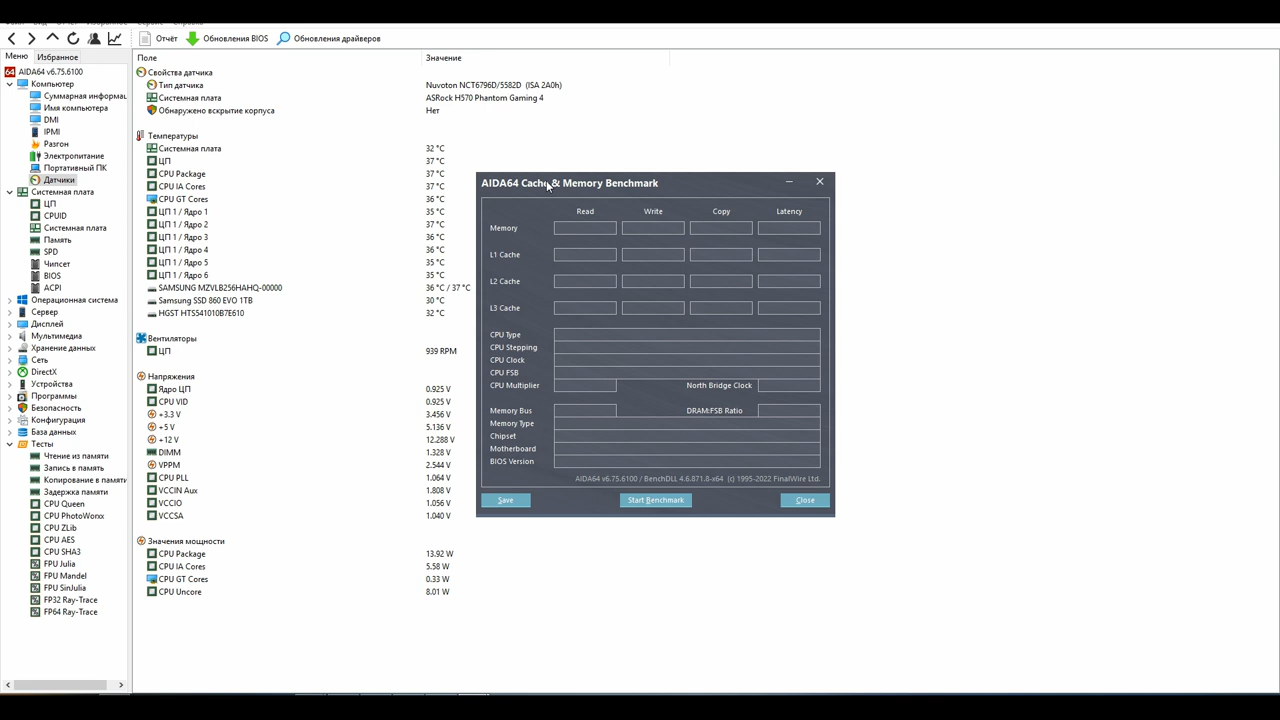 Отчёт
Обновления BIOS
Обновления драйверов
Меню
Избранное
AIDA64 v6.75.6100
Компьютер
Суммарная информац
Имя компьютера
DMI
IPMI
Разгон
Электропитание
Портативный ПК
Датчики
Системная плата
ЦП
CPUID
Системная плата
Память
SPD
Чипсет
BIOS
ACPI
Операционная система
Сервер
Дисплей
Мультимедиа
Хранение данных
Сеть
DirectX
Устройства
Программы
Безопасность
Конфигурация
База данных
Тесты
Чтение из памяти
Запись в память
Копирование в памяти
Задержка памяти
CPU Queen
CPU PhotoWorxx
CPU ZLib
CPU AES
CPU SHA3
FPU Julia
FPU Mandel
FPU SinJulia
FP32 Ray-Trace
FP64 Ray-Trace
Поле Значение
Свойства датчика
Тип датчика Nuvoton NCT6796D/5582D (ISA 2A0h)
Системная плата ASRock H570 Phantom Gaming 4
Обнаружено вскрытие корпуса Нет
Температуры
Системная плата 32 °C
ЦП 37 °C
CPU Package 37 °C
CPU IA Cores 37 °C
CPU GT Cores 36 °C
ЦП 1 / Ядро 1 35 °C
ЦП 1 / Ядро 2 37 °C
ЦП 1 / Ядро 3 36 °C
ЦП 1 / Ядро 4 36 °C
ЦП 1 / Ядро 5 35 °C
ЦП 1 / Ядро 6 35 °C
SAMSUNG MZVLB256HAHQ-00000 36 °C / 37 °C
Samsung SSD 860 EVO 1TB 30 °C
HGST HTS541010B7E610 32 °C
Вентиляторы
ЦП 939 RPM
Напряжения
Ядро ЦП 0.925 V
CPU VID 0.925 V
+3.3 V 3.456 V
+5 V 5.136 V
+12 V 12.288 V
DIMM 1.328 V
VPPM 2.544 V
CPU PLL 1.064 V
VCCIN Aux 1.808 V
VCCIO 1.056 V
VCCSA 1.040 V
Значения мощности
CPU Package 13.92 W
CPU IA Cores 5.58 W
CPU GT Cores 0.33 W
CPU Uncore 8.01 W
AIDA64 Cache & Memory Benchmark
Read Write Copy Latency
Memory
L1 Cache
L2 Cache
L3 Cache
CPU Type
CPU Stepping
CPU Clock
CPU FSB
CPU Multiplier North Bridge Clock
Memory Bus DRAM:FSB Ratio
Memory Type
Chipset
Motherboard
BIOS Version
AIDA64 v6.75.6100 / BenchDLL 4.6.871.8-x64 (c) 1995-2022 FinalWire Ltd.
Save Start Benchmark Close